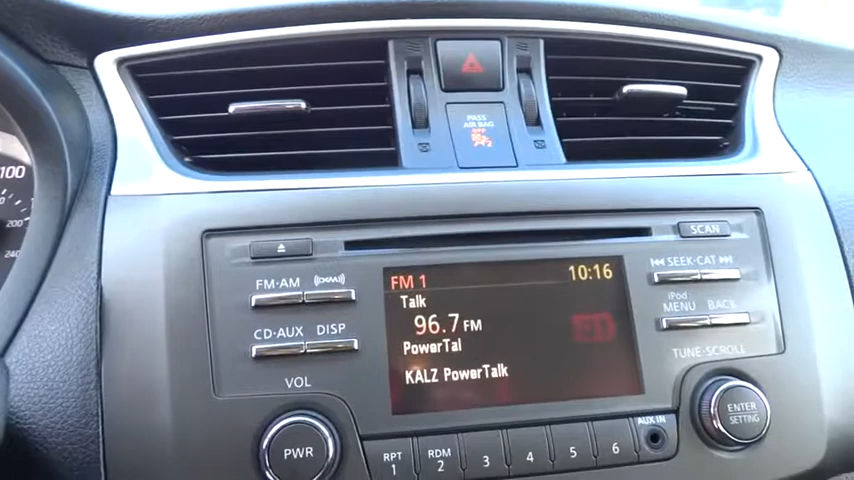 PASS
AIR BAG
OFF
2
100
240
SCAN
FM·AM
(XM)
FM 1
10:16
SEEK·CAT
Talk
iPod
MENU
BACK
96.7 FM
CD·AUX
DISP
PowerTal
TUNE·SCROLL
KALZ PowerTalk
VOL
ENTER
SETTING
AUX IN
PWR
RPT
1
RDM
2
3
4
5
6